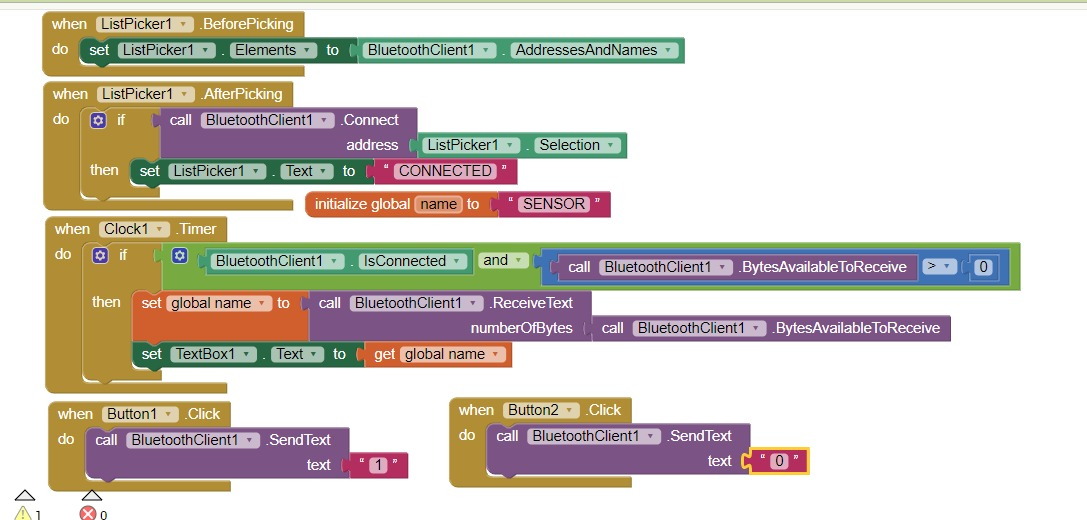 when ListPicker1 .BeforePicking
do set ListPicker1 . Elements to BluetoothClient1 . AddressesAndNames
when ListPicker1 .AfterPicking
do if call BluetoothClient1 .Connect
address ListPicker1 . Selection
then set ListPicker1 . Text to “ CONNECTED ”
initialize global name to “ SENSOR ”
when Clock1 .Timer
do if BluetoothClient1 . IsConnected and call BluetoothClient1 .BytesAvailableToReceive > 0
then set global name to call BluetoothClient1 .ReceiveText
numberOfBytes call BluetoothClient1 .BytesAvailableToReceive
set TextBox1 . Text to get global name
when Button1 .Click
do call BluetoothClient1 .SendText
text “ 1 ”
when Button2 .Click
do call BluetoothClient1 .SendText
text “ 0 ”
1 0